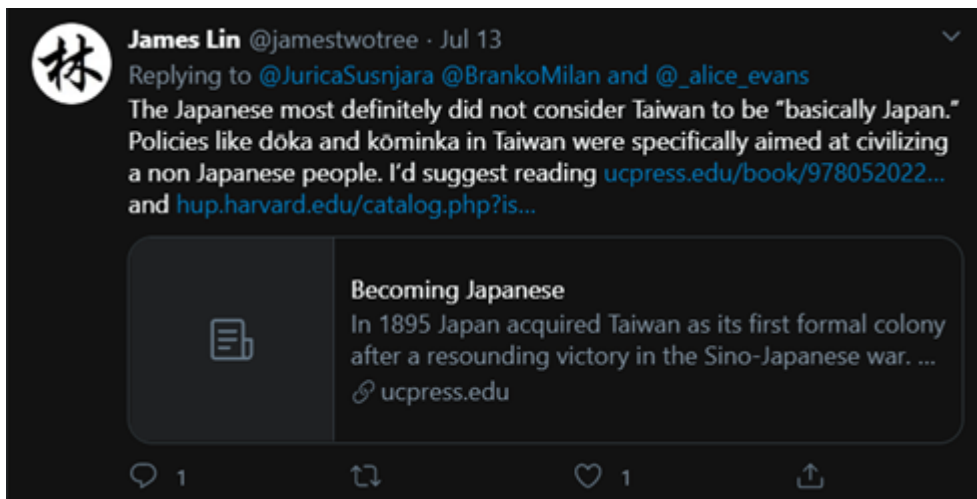 林
James Lin @jamestwotree · Jul 13
Replying to @JuricaSusnjara @BrankoMilan and @_alice_evans
The Japanese most definitely did not consider Taiwan to be “basically Japan.”
Policies like dōka and kōminka in Taiwan were specifically aimed at civilizing
a non Japanese people. I’d suggest reading ucpress.edu/book/978052022...
and hup.harvard.edu/catalog.php?is...
Becoming Japanese
In 1895 Japan acquired Taiwan as its first formal colony
after a resounding victory in the Sino-Japanese war. ...
ucpress.edu
1
1